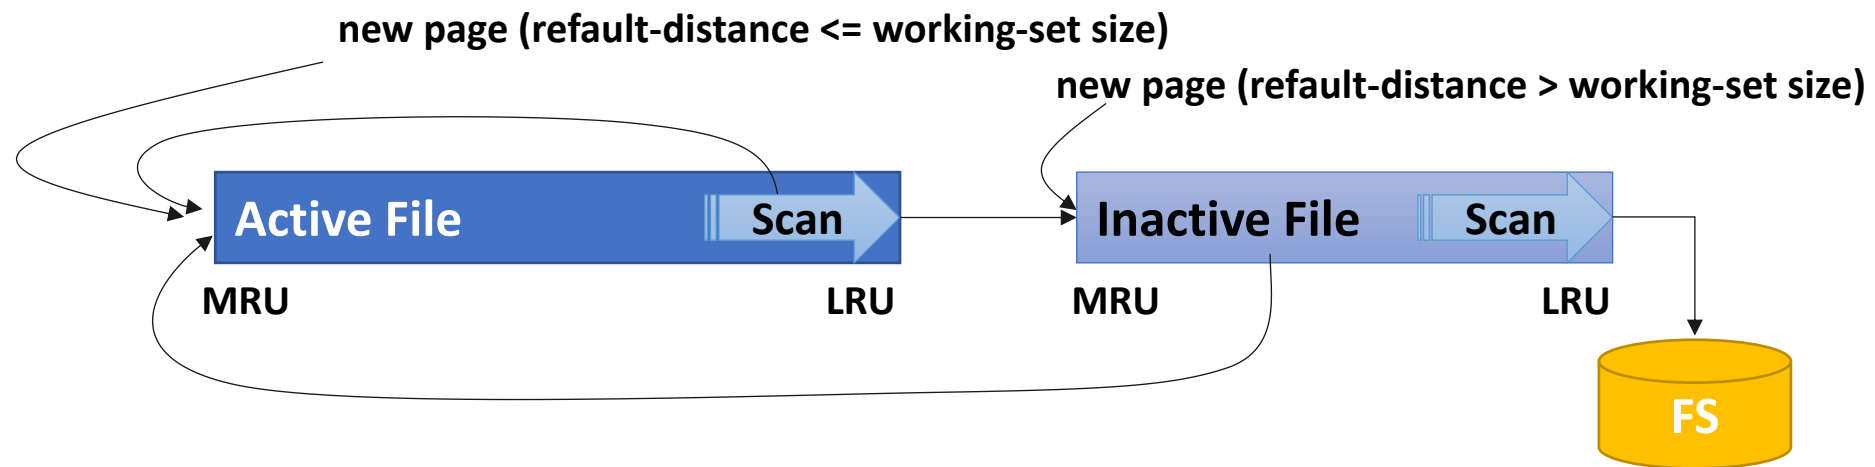 new page (refault-distance <= working-set size)
new page (refault-distance > working-set size)
Active File
Scan
Inactive File
Scan
MRU
LRU
MRU
LRU
FS